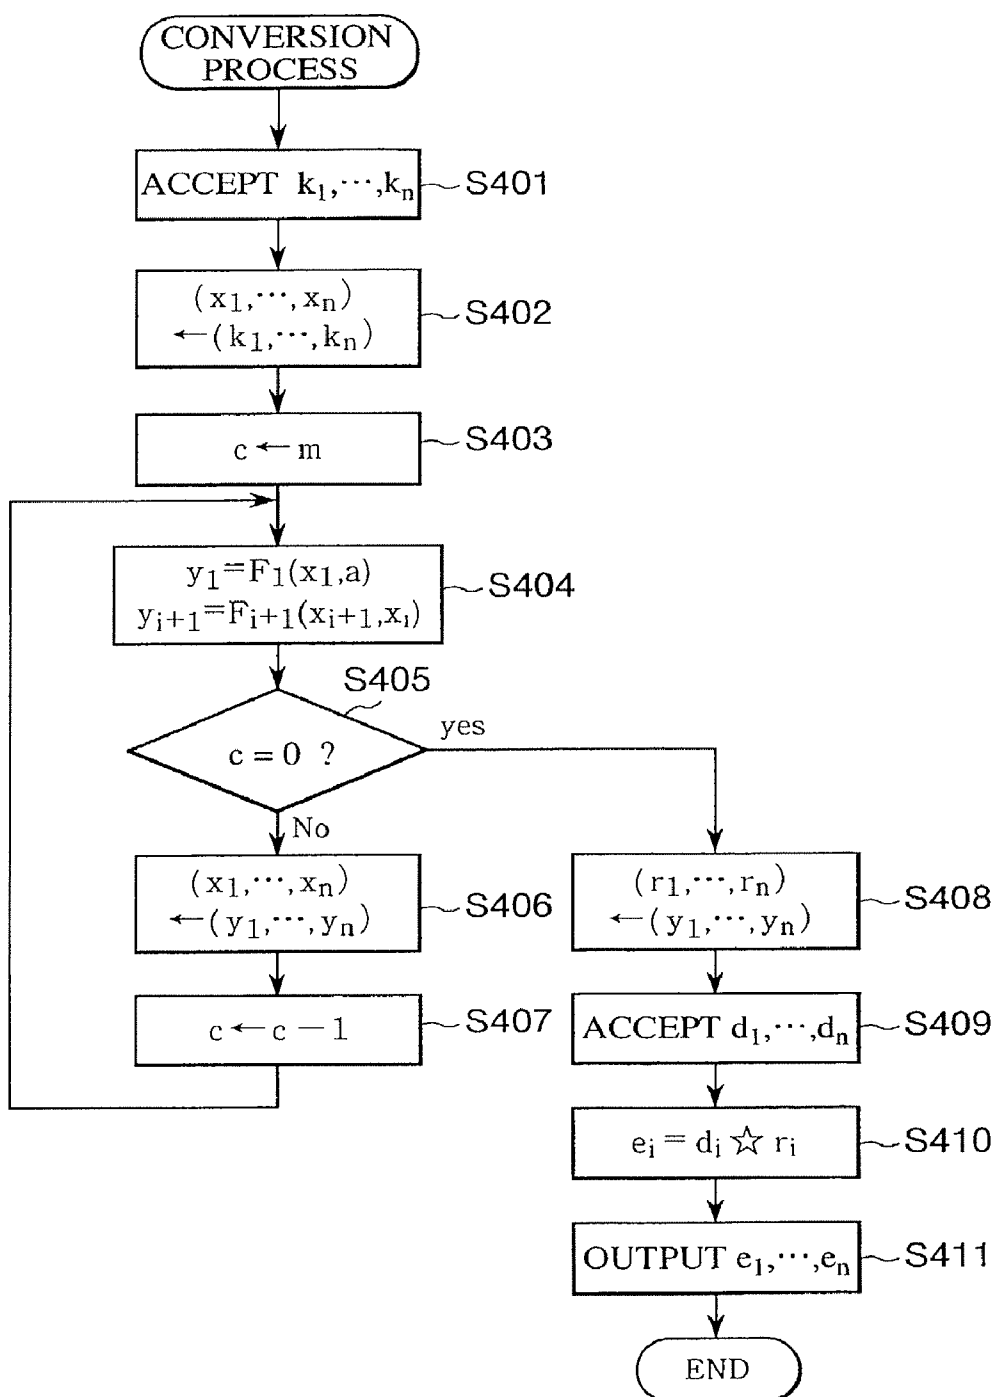 CONVERSION
PROCESS
ACCEPT k₁,⋯,kₙ
S401
(x₁,⋯,xₙ)
←(k₁,⋯,kₙ)
S402
c←m
S403
y₁=F₁(x₁,a)
yᵢ₊₁=Fᵢ₊₁(xᵢ₊₁,xᵢ)
S404
S405
c=0 ?
yes
No
(x₁,⋯,xₙ)
←(y₁,⋯,yₙ)
S406
c←c−1
S407
(r₁,⋯,rₙ)
←(y₁,⋯,yₙ)
S408
ACCEPT d₁,⋯,dₙ
S409
eᵢ=dᵢ☆rᵢ
S410
OUTPUT e₁,⋯,eₙ
S411
END